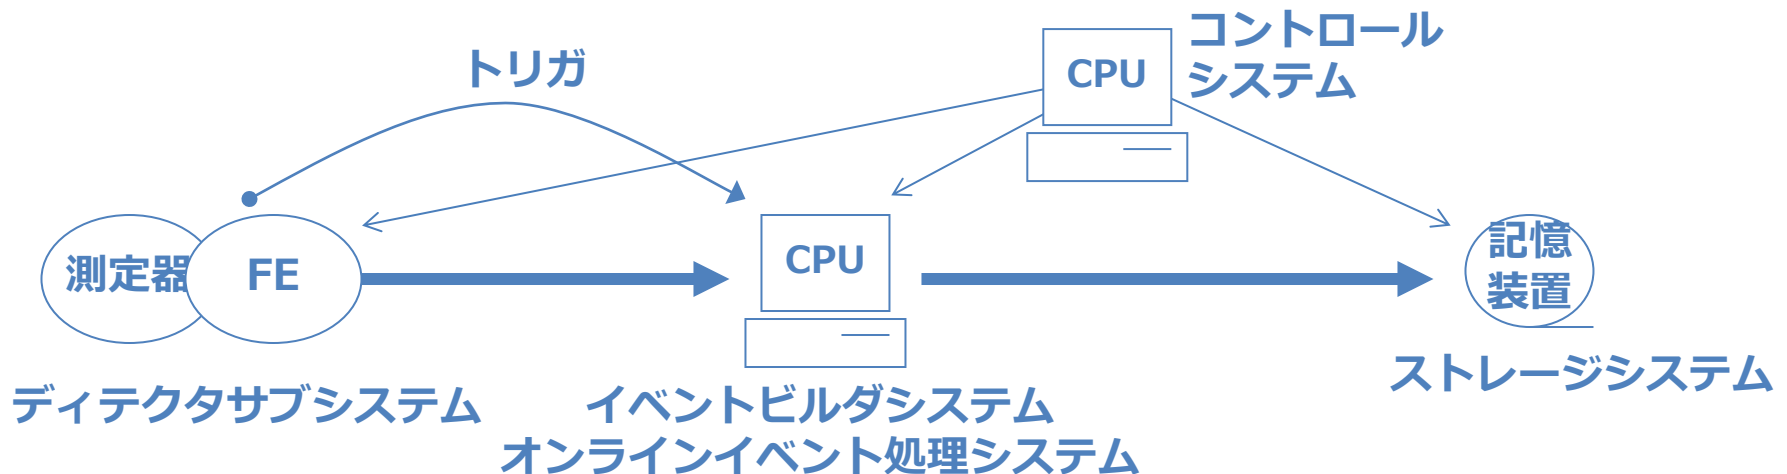 コントロール
システム
CPU
トリガ
測定器
FE
CPU
記憶
装置
ディテクタサブシステム
イベントビルダシステム
オンラインイベント処理システム
ストレージシステム